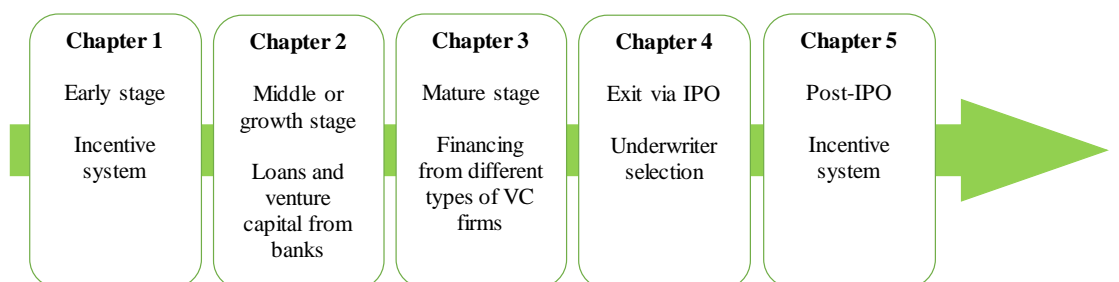 Chapter 1
Early stage
Incentive
system
Chapter 2
Middle or
growth stage
Loans and
venture
capital from
banks
Chapter 3
Mature stage
Financing
from different
types of VC
firms
Chapter 4
Exit via IPO
Underwriter
selection
Chapter 5
Post-IPO
Incentive
system